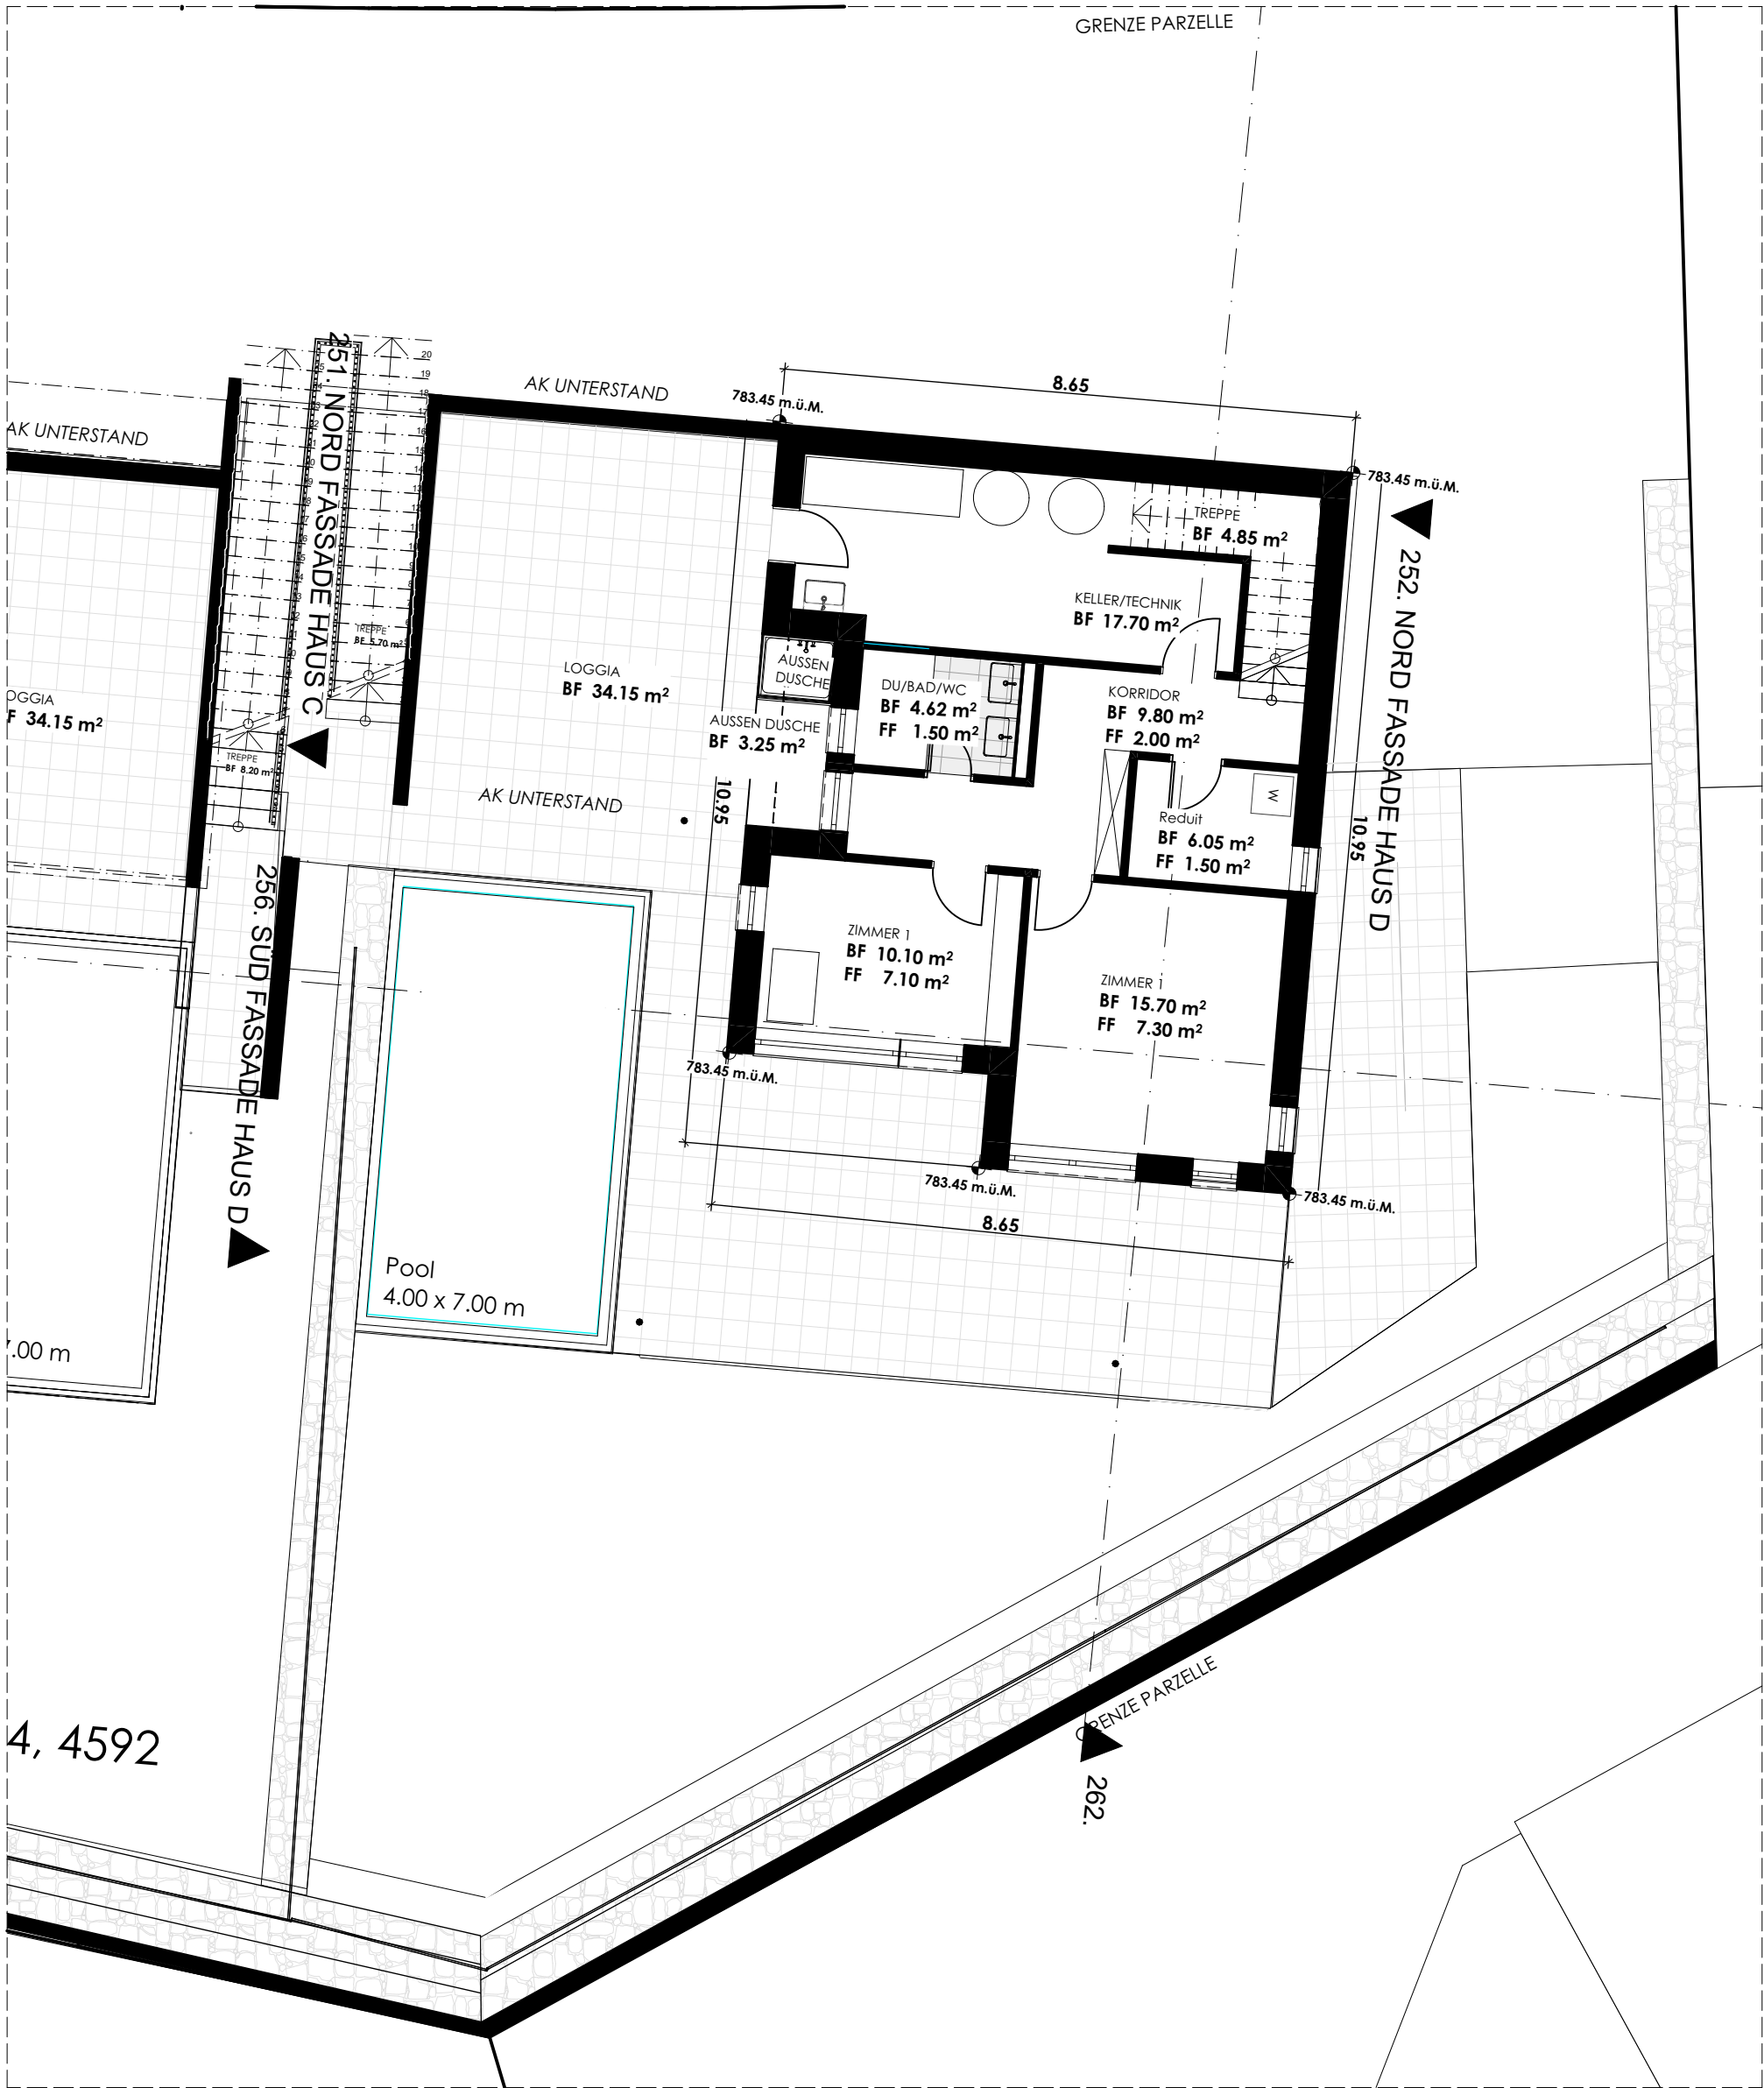 GRENZE PARZELLE
8.65
AK UNTERSTAND
783.45 m.ü.M.
AK UNTERSTAND
783.45 m.ü.M.
251. NORD FASSADE HAUS C
20
19
18
17
16
TREPPE
BF 4.85 m²
252. NORD FASSADE HAUS D
KELLER/TECHNIK
BF 17.70 m²
TREPPE
BF 5.70 m²
LOGGIA
BF 34.15 m²
AUSSEN
DUSCHE
DU/BAD/WC
BF 4.62 m²
FF 1.50 m²
KORRIDOR
BF 9.80 m²
FF 2.00 m²
OGGIA
F 34.15 m²
AUSSEN DUSCHE
BF 3.25 m²
TREPPE
BF 8.20 m²
AK UNTERSTAND
10.95
W
Reduit
BF 6.05 m²
FF 1.50 m²
10.95
256. SÜD FASSADE HAUS D
ZIMMER 1
BF 10.10 m²
FF 7.10 m²
ZIMMER 1
BF 15.70 m²
FF 7.30 m²
783.45 m.ü.M.
783.45 m.ü.M.
783.45 m.ü.M.
8.65
Pool
4.00 x 7.00 m
.00 m
GRENZE PARZELLE
4, 4592
262.